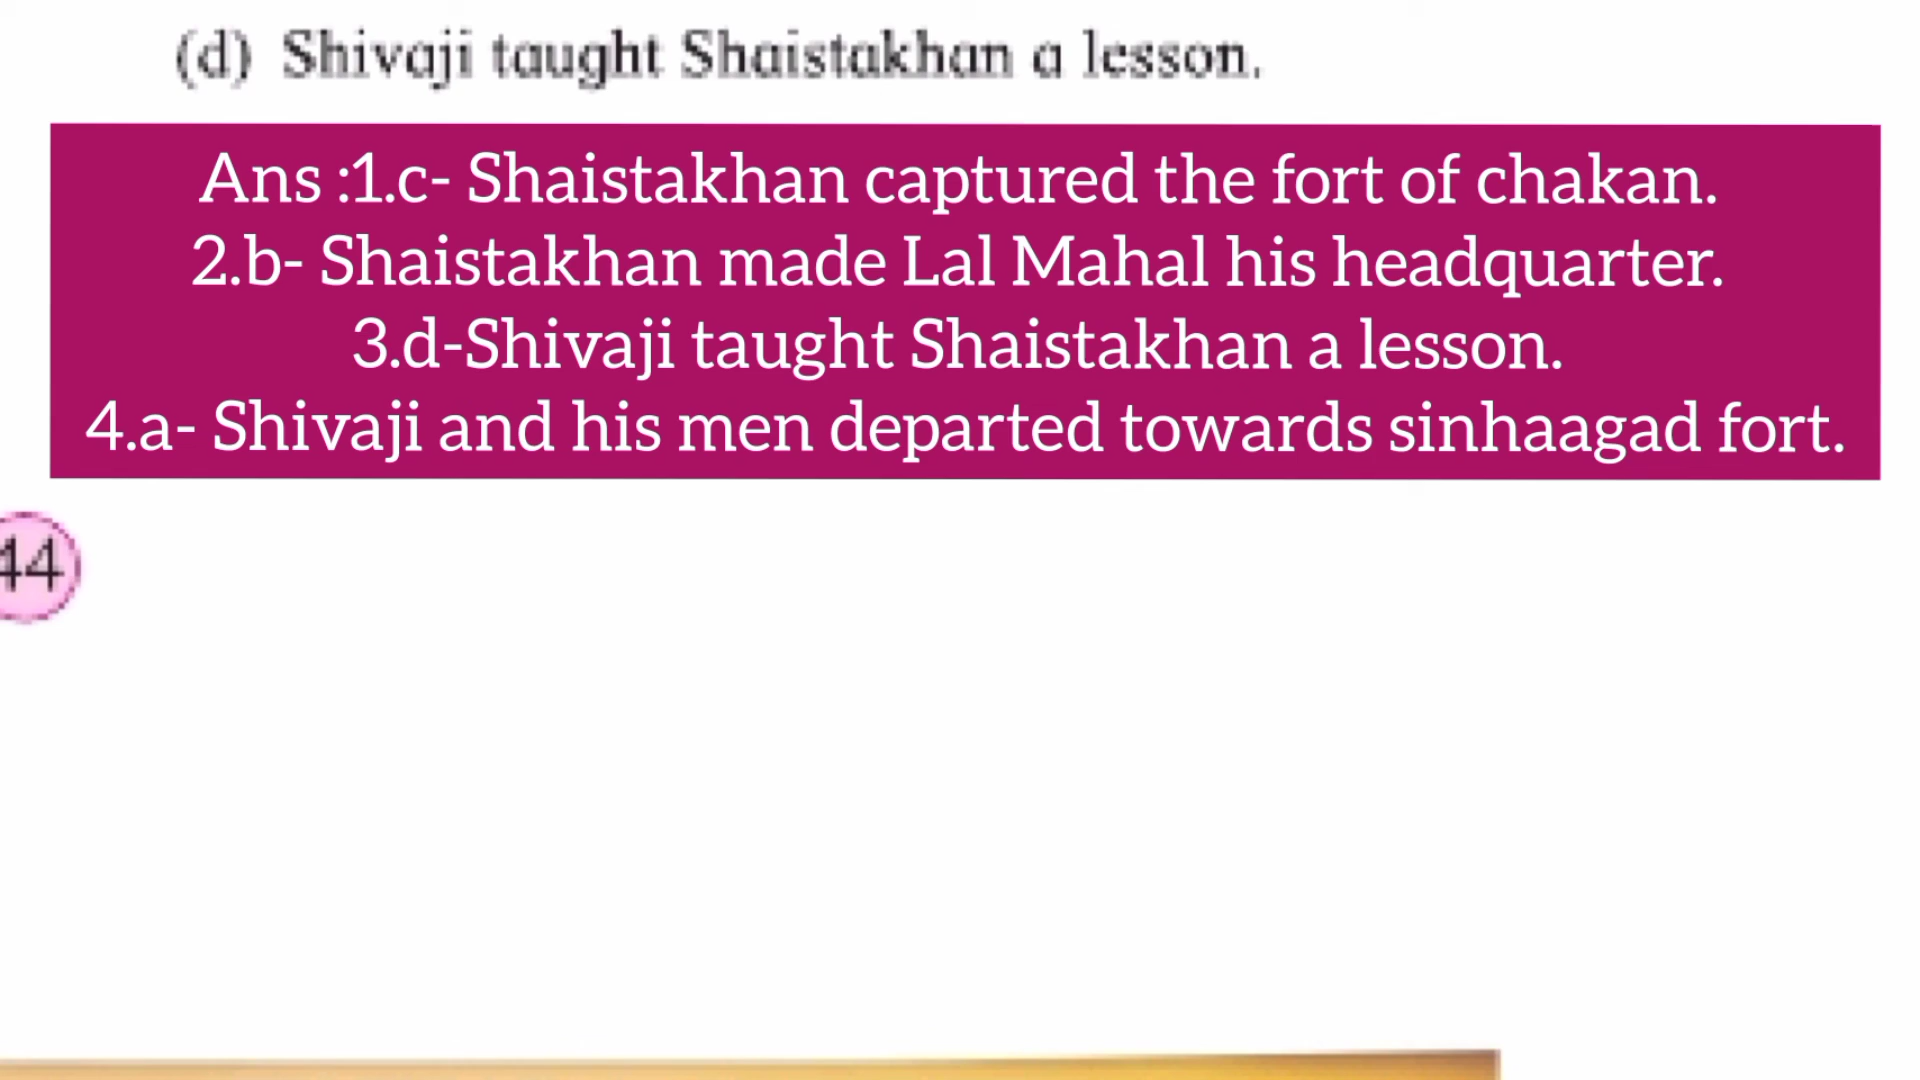 (d) Shivaji taught Shaistakhan a lesson.
Ans :1.c- Shaistakhan captured the fort of chakan.
2.b- Shaistakhan made Lal Mahal his headquarter.
3.d-Shivaji taught Shaistakhan a lesson.
4.a- Shivaji and his men departed towards sinhaagad fort.
44